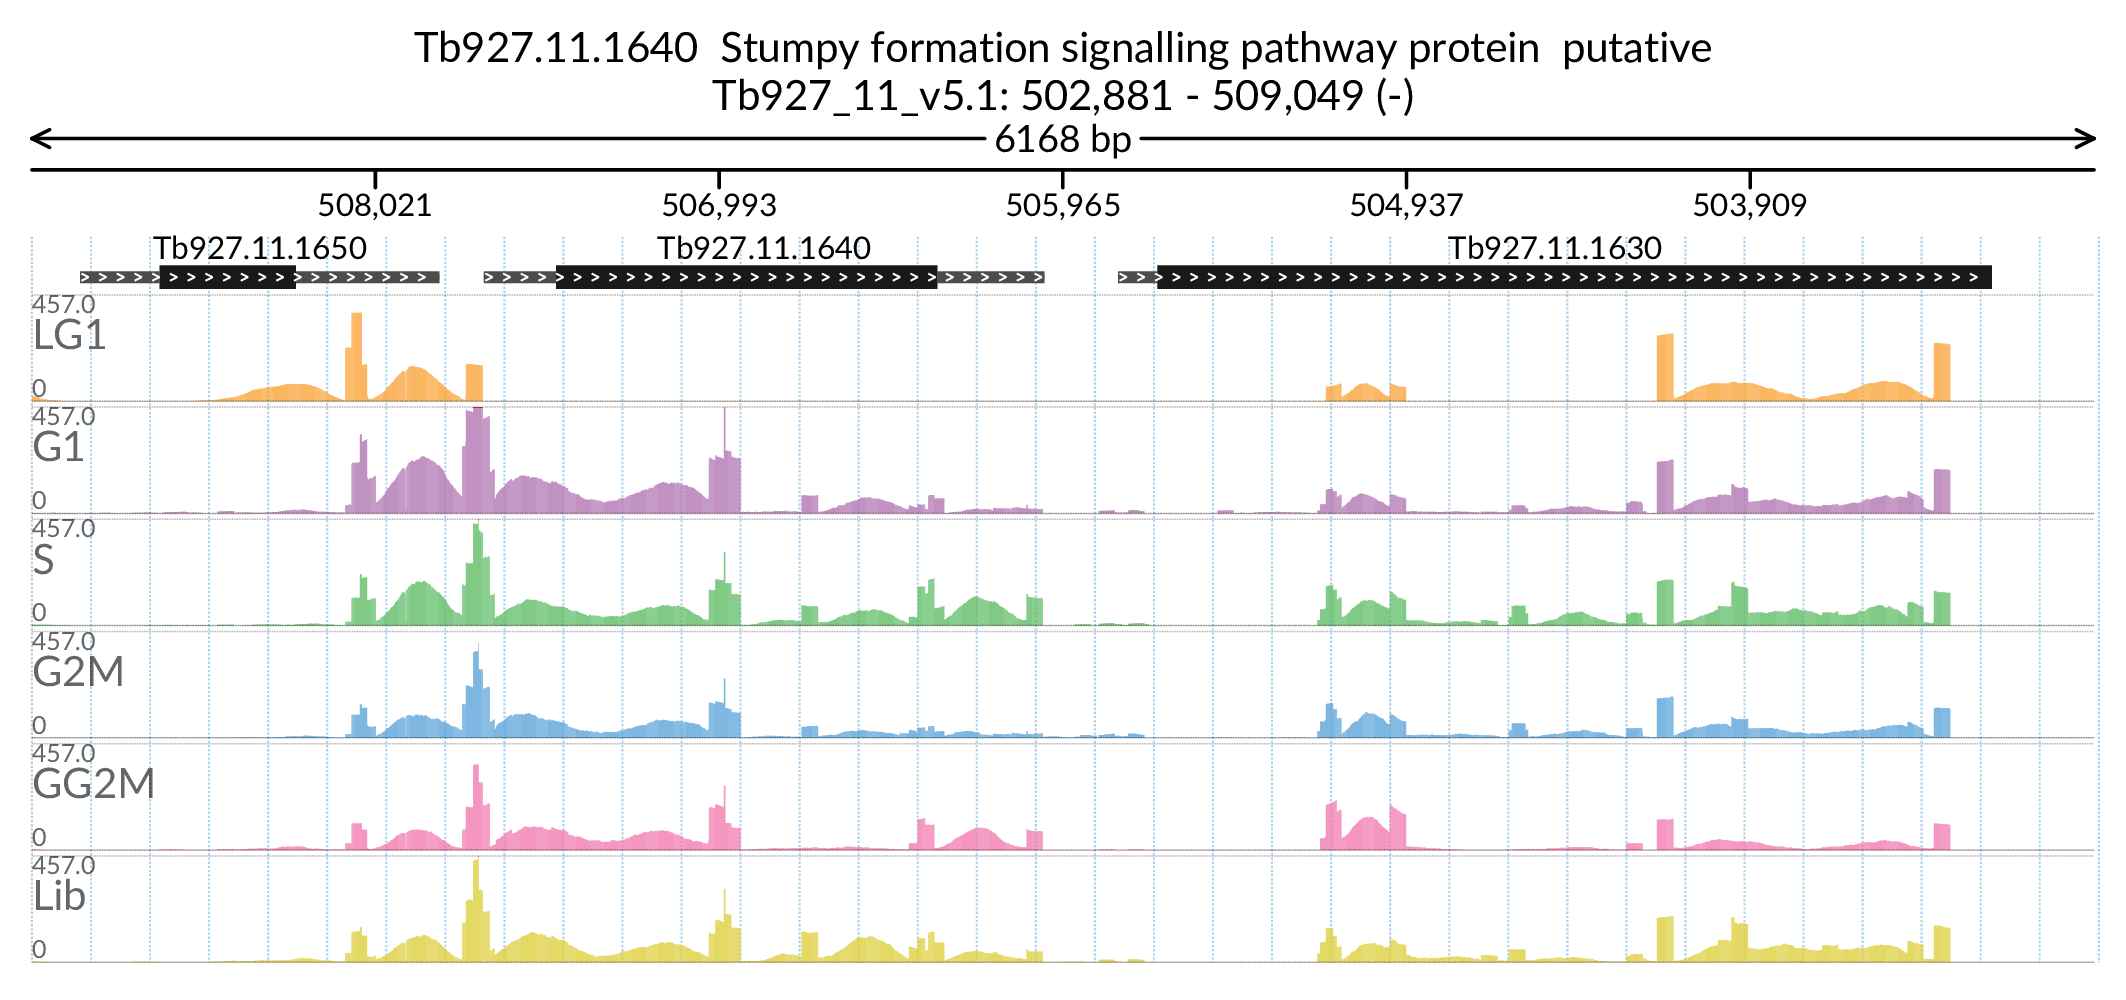 Tb927.11.1640  Stumpy formation signalling pathway protein  putative
Tb927_11_v5.1: 502,881 - 509,049 (-)
6168 bp
508,021 506,993 505,965 504,937 503,909
Tb927.11.1650 Tb927.11.1640 Tb927.11.1630
457.0
LG1
0
457.0
G1
0
457.0
S
0
457.0
G2M
0
457.0
GG2M
0
457.0
Lib
0